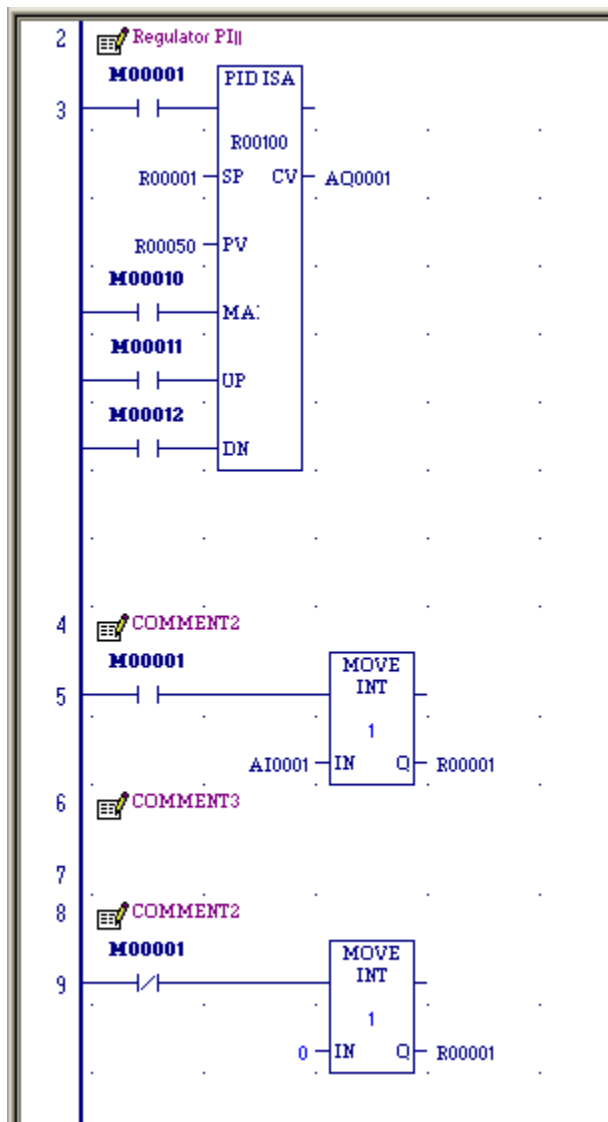 2 Regulator PI||
M00001 PID ISA
3
R00100
R00001 SP CV AQ0001
R00050 PV
M00010
MA
M00011
UP
M00012
DN
4 COMMENT2
M00001 MOVE
5 INT
1
AI0001 IN Q R00001
6 COMMENT3
7
8 COMMENT2
M00001 MOVE
9 INT
1
0 IN Q R00001